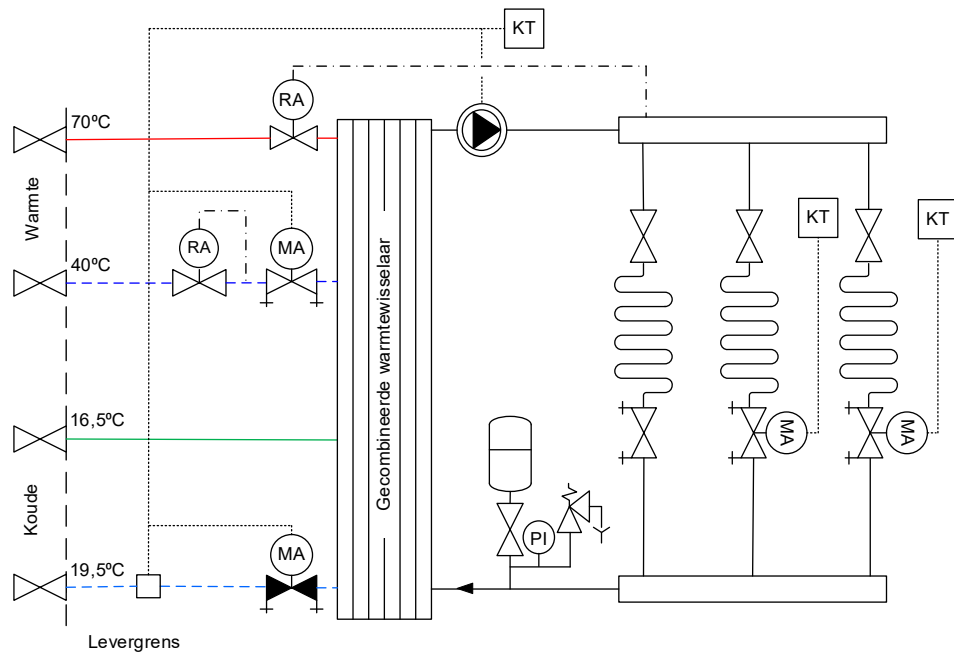 KT
RA
70ºC
Warmte
RA
MA
KT
KT
40ºC
Gecombineerde warmtewisselaar
16,5ºC
MA
MA
Koude
MA
PI
19,5ºC
Levergrens